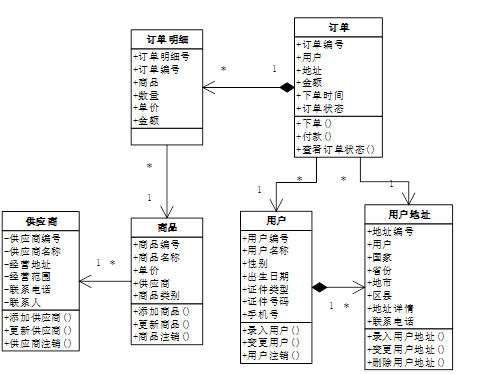 订单
+订单编号
+用户
+地址
+金额
+下单时间
+订单状态
+下单()
+付款()
+查看订单状态()
订单明细
+订单明细号
+订单编号
+商品
+数量
+单价
+金额
*
1
*
1
*
1
*
1
供应商
-供应商编号
-供应商名称
-经营地址
-经营范围
-联系电话
-联系人
+添加供应商()
+更新供应商()
+供应商注销()
1
*
商品
+商品编号
+商品名称
+单价
+供应商
+商品类别
+添加商品()
+更新商品()
+商品注销()
用户
+用户编号
+用户名称
+性别
+出生日期
+证件类型
+证件号码
+手机号
+录入用户()
+变更用户()
+用户注销()
1
*
用户地址
+地址编号
+用户
+国家
+省份
+地市
+区县
+地址详情
+联系电话
+录入用户地址()
+变更用户地址()
+删除用户地址()